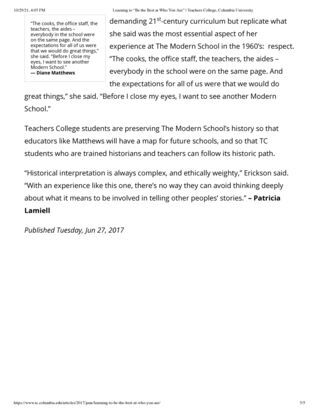 10/29/21, 4:05 PM
Learning to "Be the Best at Who You Are" | Teachers College, Columbia University
"The cooks, the office staff, the
teachers, the aides –
everybody in the school were
on the same page. And the
expectations for all of us were
that we would do great things,"
she said. "Before I close my
eyes, I want to see another
Modern School."
— Diane Matthews
demanding 21st-century curriculum but replicate what
she said was the most essential aspect of her
experience at The Modern School in the 1960's: respect.
"The cooks, the office staff, the teachers, the aides –
everybody in the school were on the same page. And
the expectations for all of us were that we would do
great things," she said. "Before I close my eyes, I want to see another Modern
School."
Teachers College students are preserving The Modern School's history so that
educators like Matthews will have a map for future schools, and so that TC
students who are trained historians and teachers can follow its historic path.
"Historical interpretation is always complex, and ethically weighty," Erickson said.
"With an experience like this one, there's no way they can avoid thinking deeply
about what it means to be involved in telling other peoples' stories." – Patricia
Lamiell
Published Tuesday, Jun 27, 2017
https://www.tc.columbia.edu/articles/2017/june/learning-to-be-the-best-at-who-you-are/
5/5